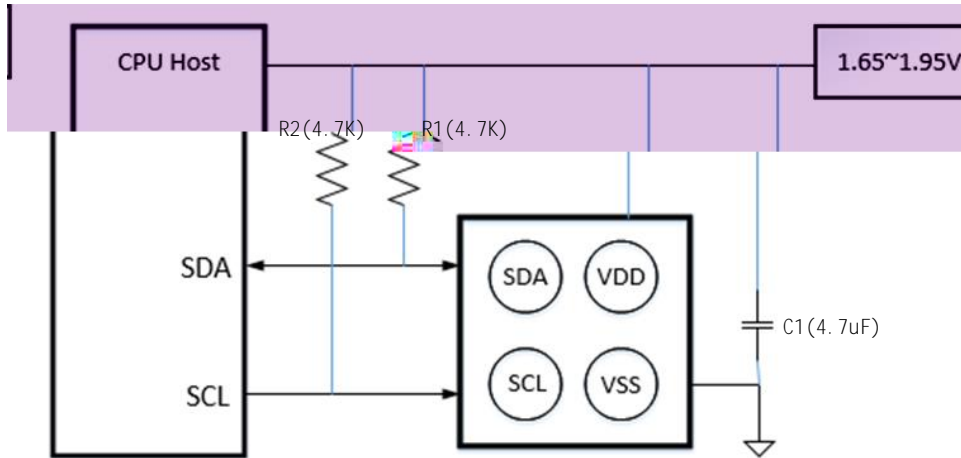 CPU Host
1.65~1.95V
R2(4.7K)
R1(4.7K)
SDA
SDA
VDD
C1(4.7uF)
SCL
SCL
VSS